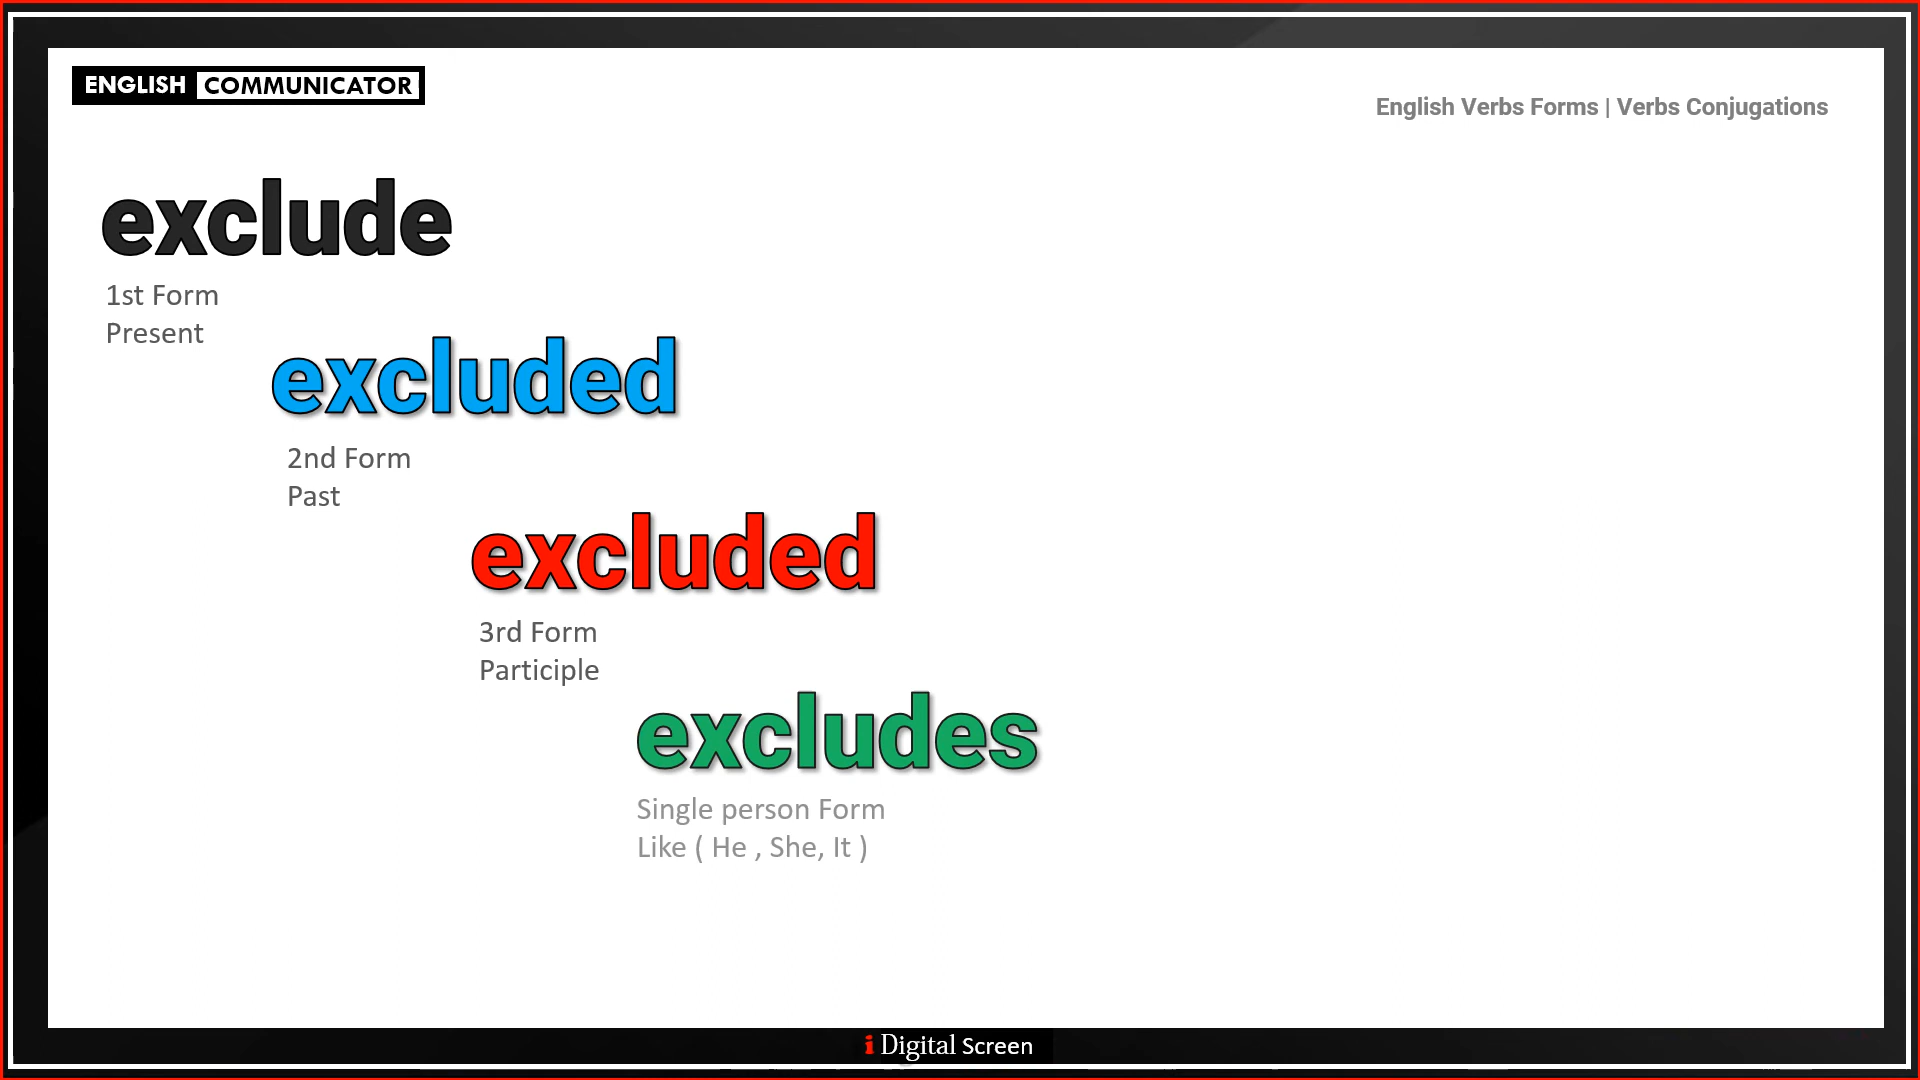 ENGLISH COMMUNICATOR
English Verbs Forms | Verbs Conjugations
exclude
1st Form
Present
excluded
2nd Form
Past
excluded
3rd Form
Participle
excludes
Single person Form
Like ( He , She, It )
i Digital Screen